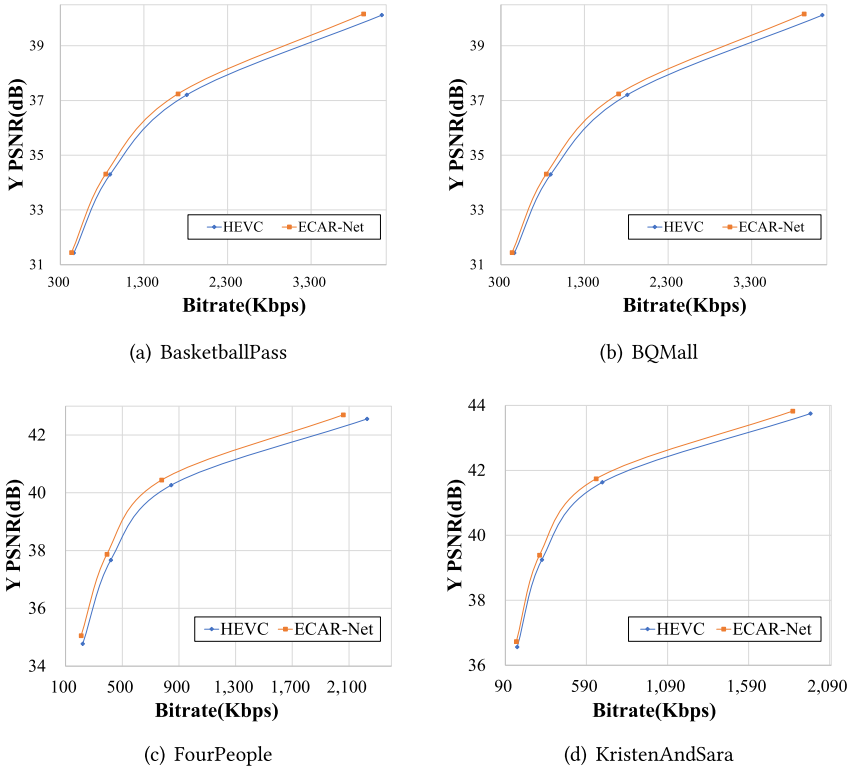 Y PSNR(dB)
39
37
35
33
31
HEVC ECAR-Net
300 1,300 2,300 3,300
Bitrate(Kbps)
(a) BasketballPass
Y PSNR(dB)
39
37
35
33
31
HEVC ECAR-Net
300 1,300 2,300 3,300
Bitrate(Kbps)
(b) BQMall
Y PSNR(dB)
42
40
38
36
34
HEVC ECAR-Net
100 500 900 1,300 1,700 2,100
Bitrate(Kbps)
(c) FourPeople
Y PSNR(dB)
44
42
40
38
36
HEVC ECAR-Net
90 590 1,090 1,590 2,090
Bitrate(Kbps)
(d) KristenAndSara